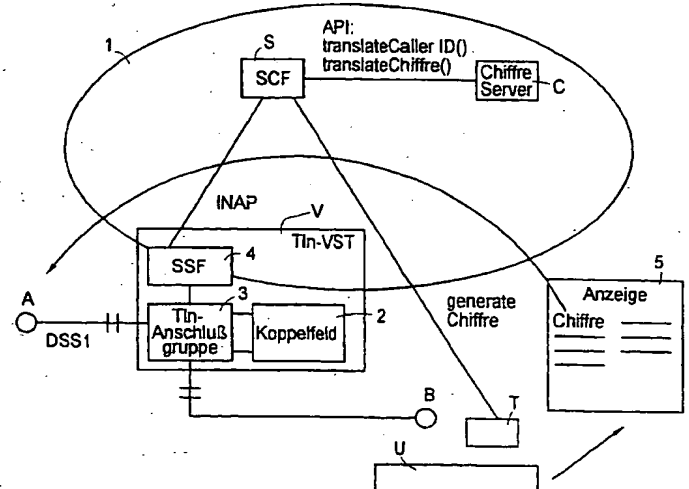 1
S
API:
translateCaller ID()
translateChiffre()
SCF
Chiffre
Server
C
INAP
V
Tln-VST
SSF
4
5
Anzeige
Chiffre
A
DSS1
3
Tln-
Anschluß
gruppe
2
Koppelfeld
generate
Chiffre
B
T
U